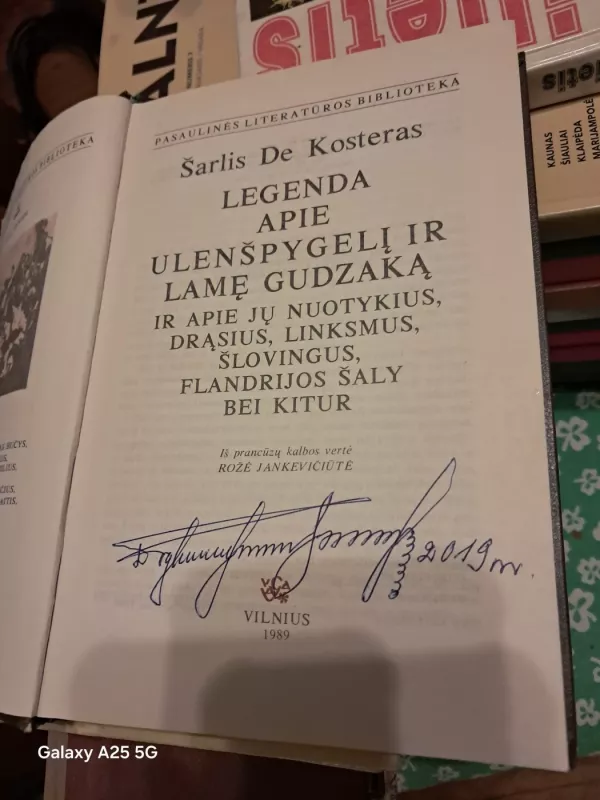 PASAULINĖS LITERATŪROS BIBLIOTEKA
Šarlis De Kosteras
LEGENDA
APIE
ULENŠPYGELĮ IR
LAMĘ GUDZAKĄ
IR APIE JŲ NUOTYKIUS,
DRĄSIUS, LINKSMUS,
ŠLOVINGUS,
FLANDRIJOS ŠALY
BEI KITUR
Iš prancūzų kalbos vertė
ROŽĖ JANKEVIČIŪTĖ
2019 m.
VILNIUS
1989
BIBLIOTEKA
KAUNAS
ŠIAULIAI
KLAIPĖDA
MARIJAMPOLĖ
Galaxy A25 5G